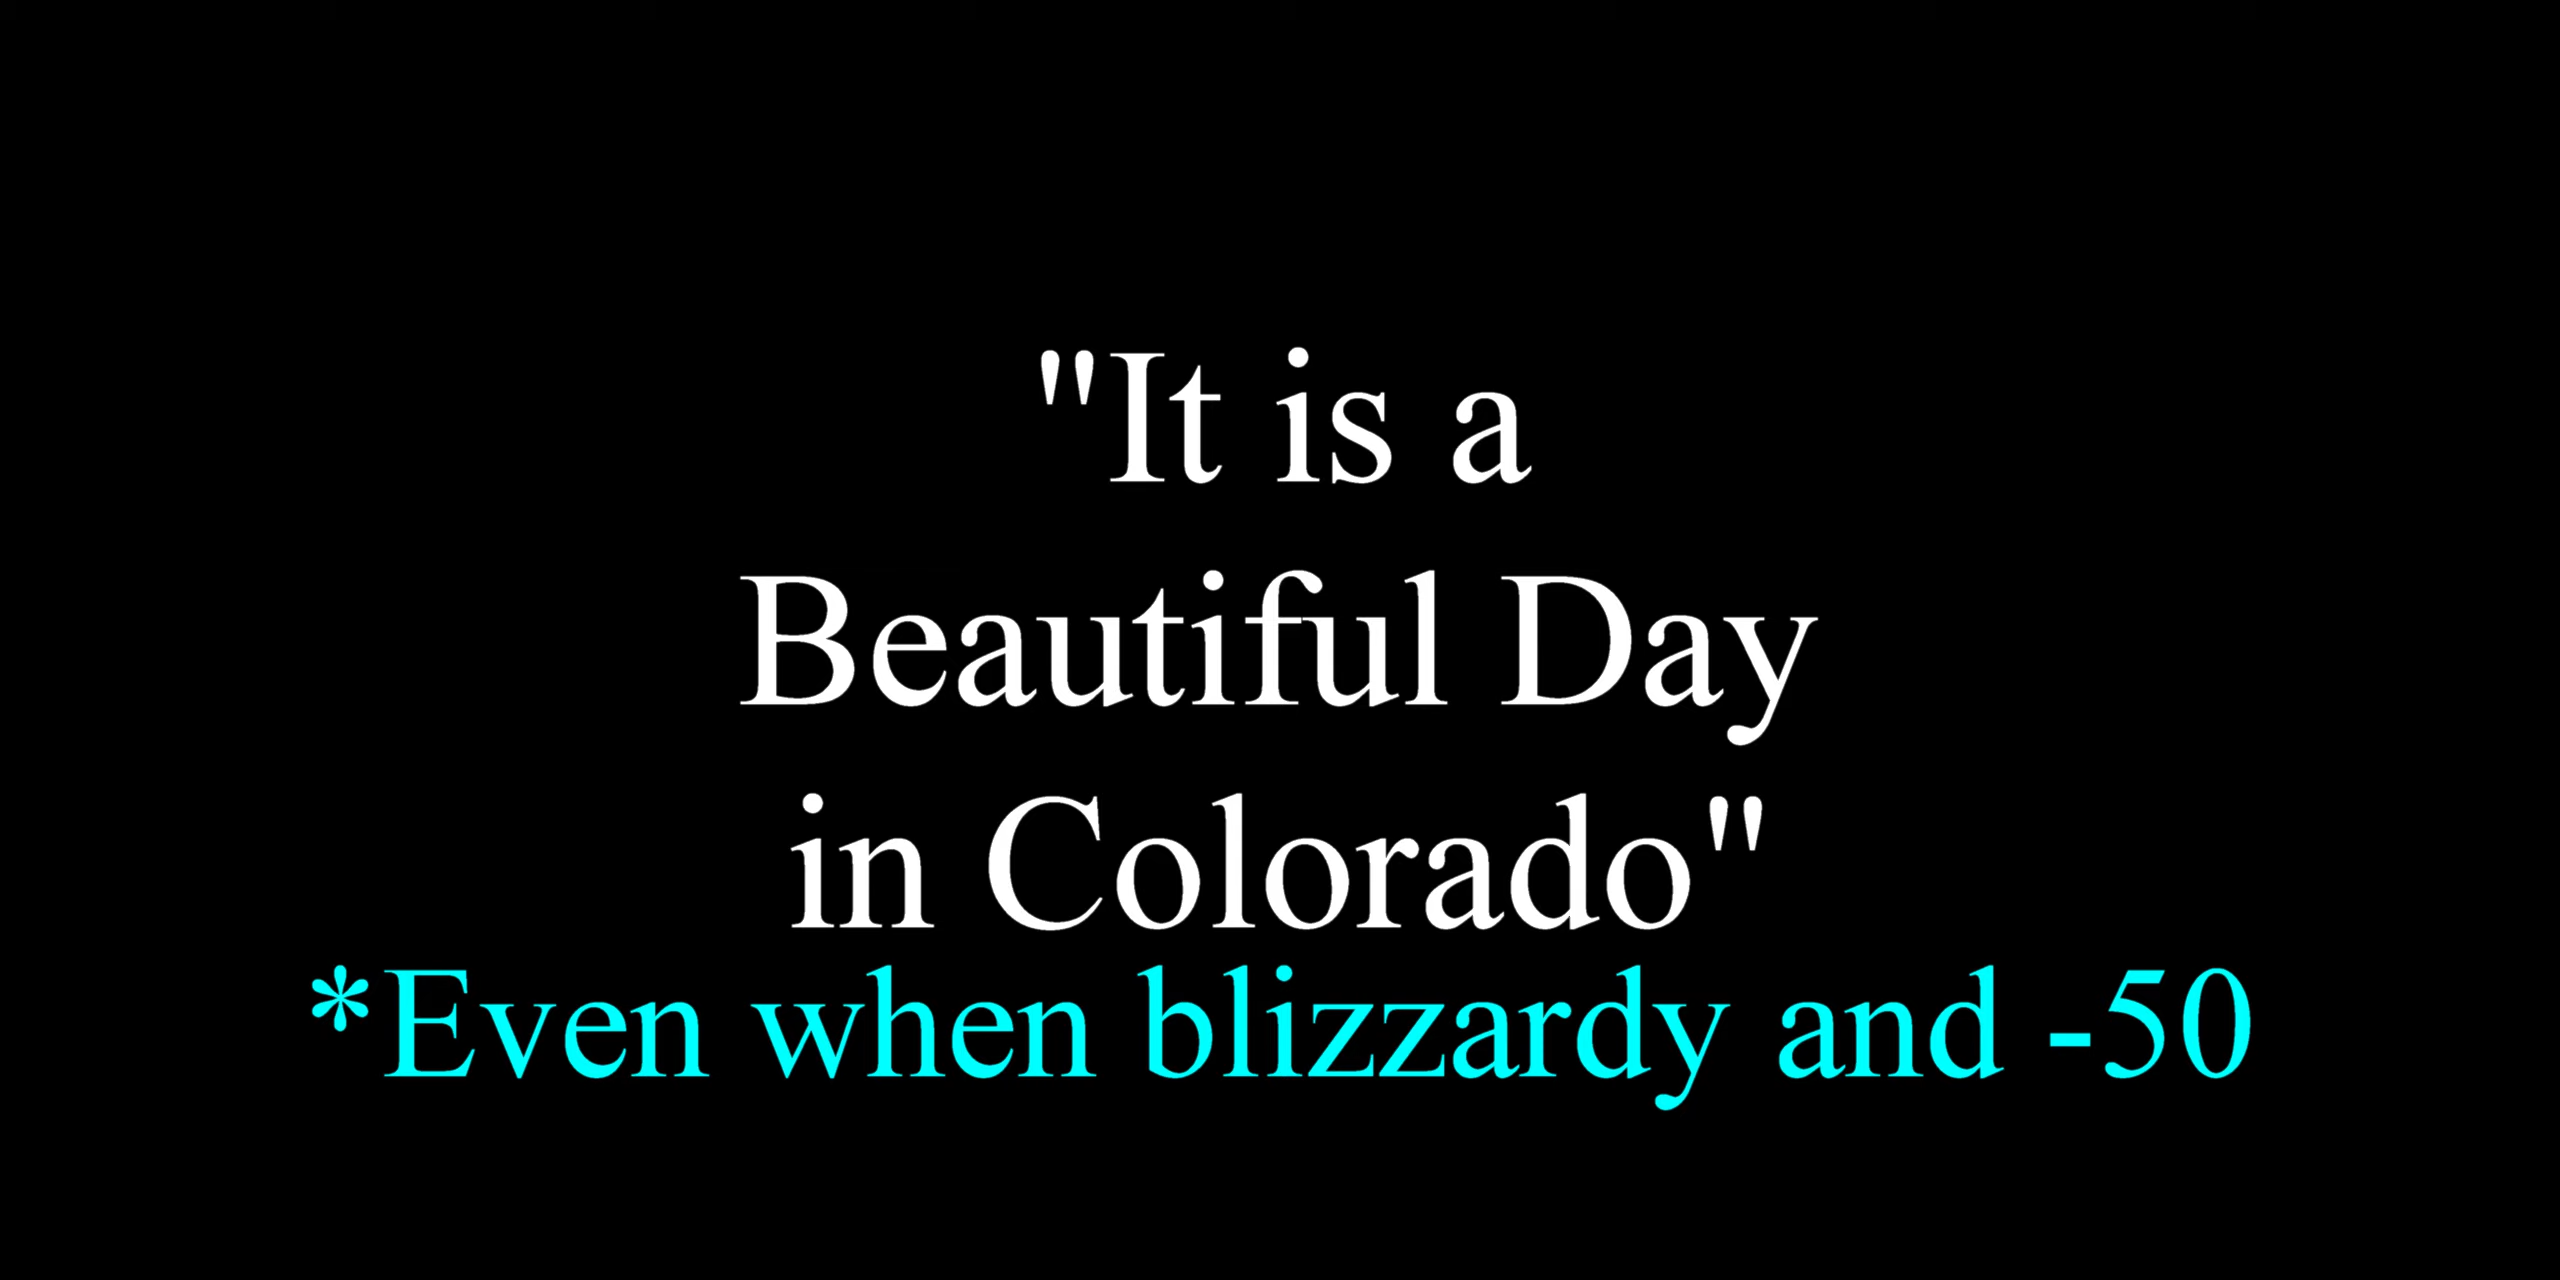 "It is a
Beautiful Day
in Colorado"
*Even when blizzardy and -50